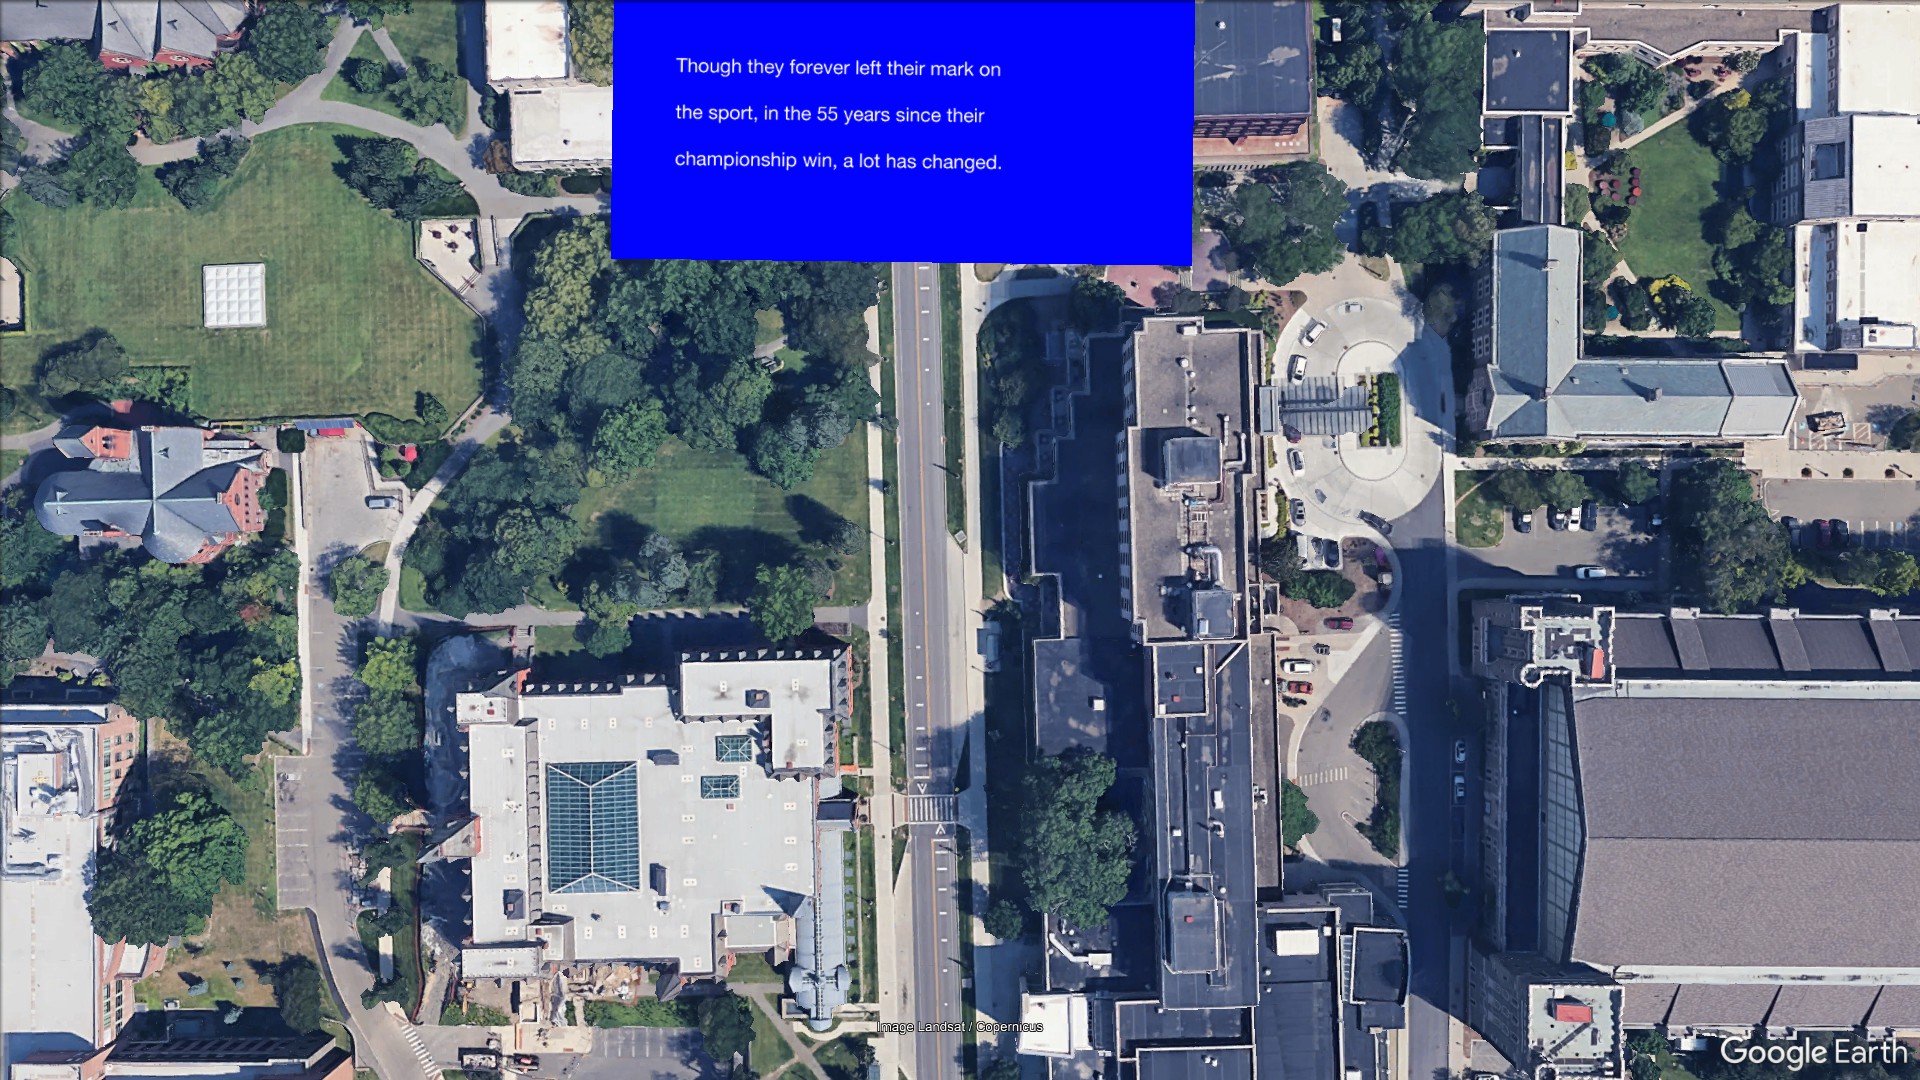 Though they forever left their mark on
the sport, in the 55 years since their
championship win, a lot has changed.
Image Landsat / Copernicus
Google Earth